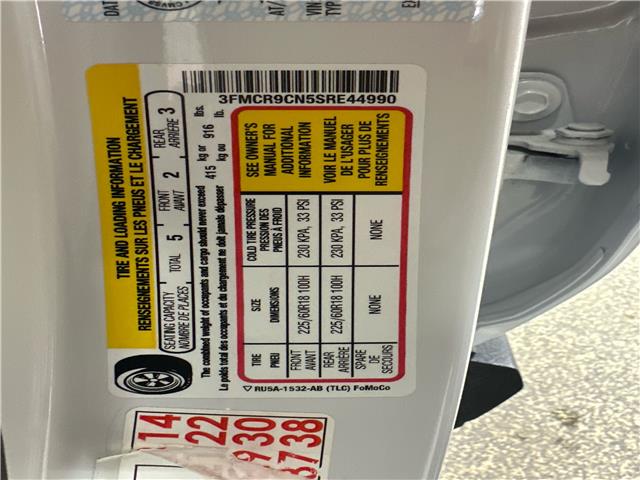 DAT
CMVSS
AT/
VIN
TYP
TIRE AND LOADING INFORMATION
RENSEIGNEMENTS SUR LES PNEUS ET LE CHARGEMENT
SEATING CAPACITY
NOMBRE DE PLACES
TOTAL 5
FRONT
AVANT 2
REAR
ARRIÈRE 3
The combined weight of occupants and cargo should never exceed 415 kg or 916 lbs.
Le poids total des occupants et du chargement ne doit jamais dépasser 415 kg ou 916 lb.
3FMCR9CN5SRE44990
TIRE
PNEU
SIZE
DIMENSIONS
COLD TIRE PRESSURE
PRESSION DES
PNEUS À FROID
FRONT
AVANT
225/60R18 100H
230 KPA, 33 PSI
REAR
ARRIÈRE
225/60R18 100H
230 KPA, 33 PSI
SPARE
DE
SECOURS
NONE
NONE
SEE OWNER'S
MANUAL FOR
ADDITIONAL
INFORMATION
VOIR LE MANUEL
DE L'USAGER
POUR PLUS DE
RENSEIGNEMENTS
RU5A-1532-AB (TLC) FoMoCo
14
22
930
3738